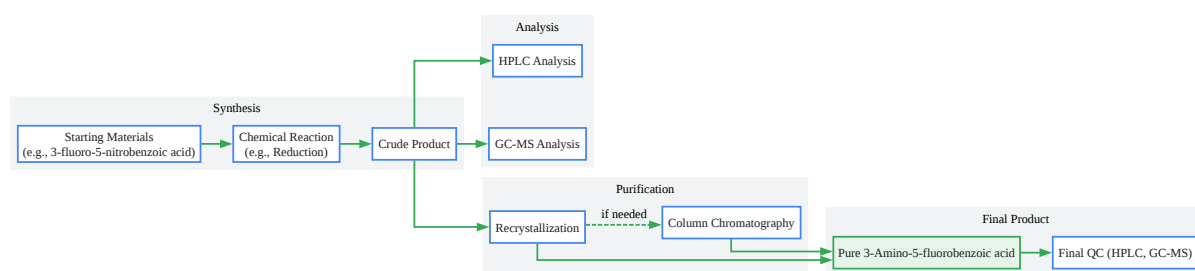 Analysis
HPLC Analysis
Synthesis
Starting Materials
(e.g., 3-fluoro-5-nitrobenzoic acid)
Chemical Reaction
(e.g., Reduction)
Crude Product
GC-MS Analysis
Purification
Recrystallization
if needed
Column Chromatography
Final Product
Pure 3-Amino-5-fluorobenzoic acid
Final QC (HPLC, GC-MS)